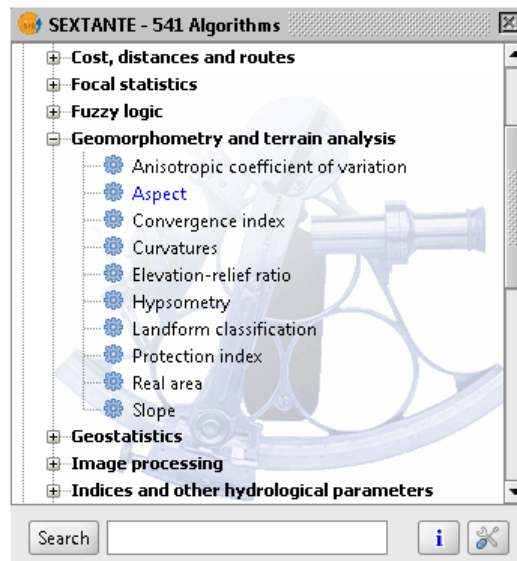 SEXTANTE - 541 Algorithms
Cost, distances and routes
Focal statistics
Fuzzy logic
Geomorphometry and terrain analysis
Anisotropic coefficient of variation
Aspect
Convergence index
Curvatures
Elevation-relief ratio
Hypsometry
Landform classification
Protection index
Real area
Slope
Geostatistics
Image processing
Indices and other hydrological parameters
Search
i